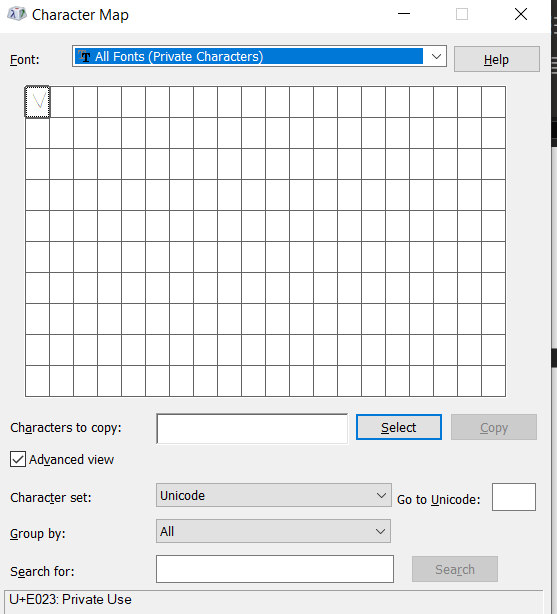 Character Map
Font: All Fonts (Private Characters) Help
Characters to copy: Select Copy
Advanced view
Character set: Unicode Go to Unicode:
Group by: All
Search for: Search
U+E023: Private Use